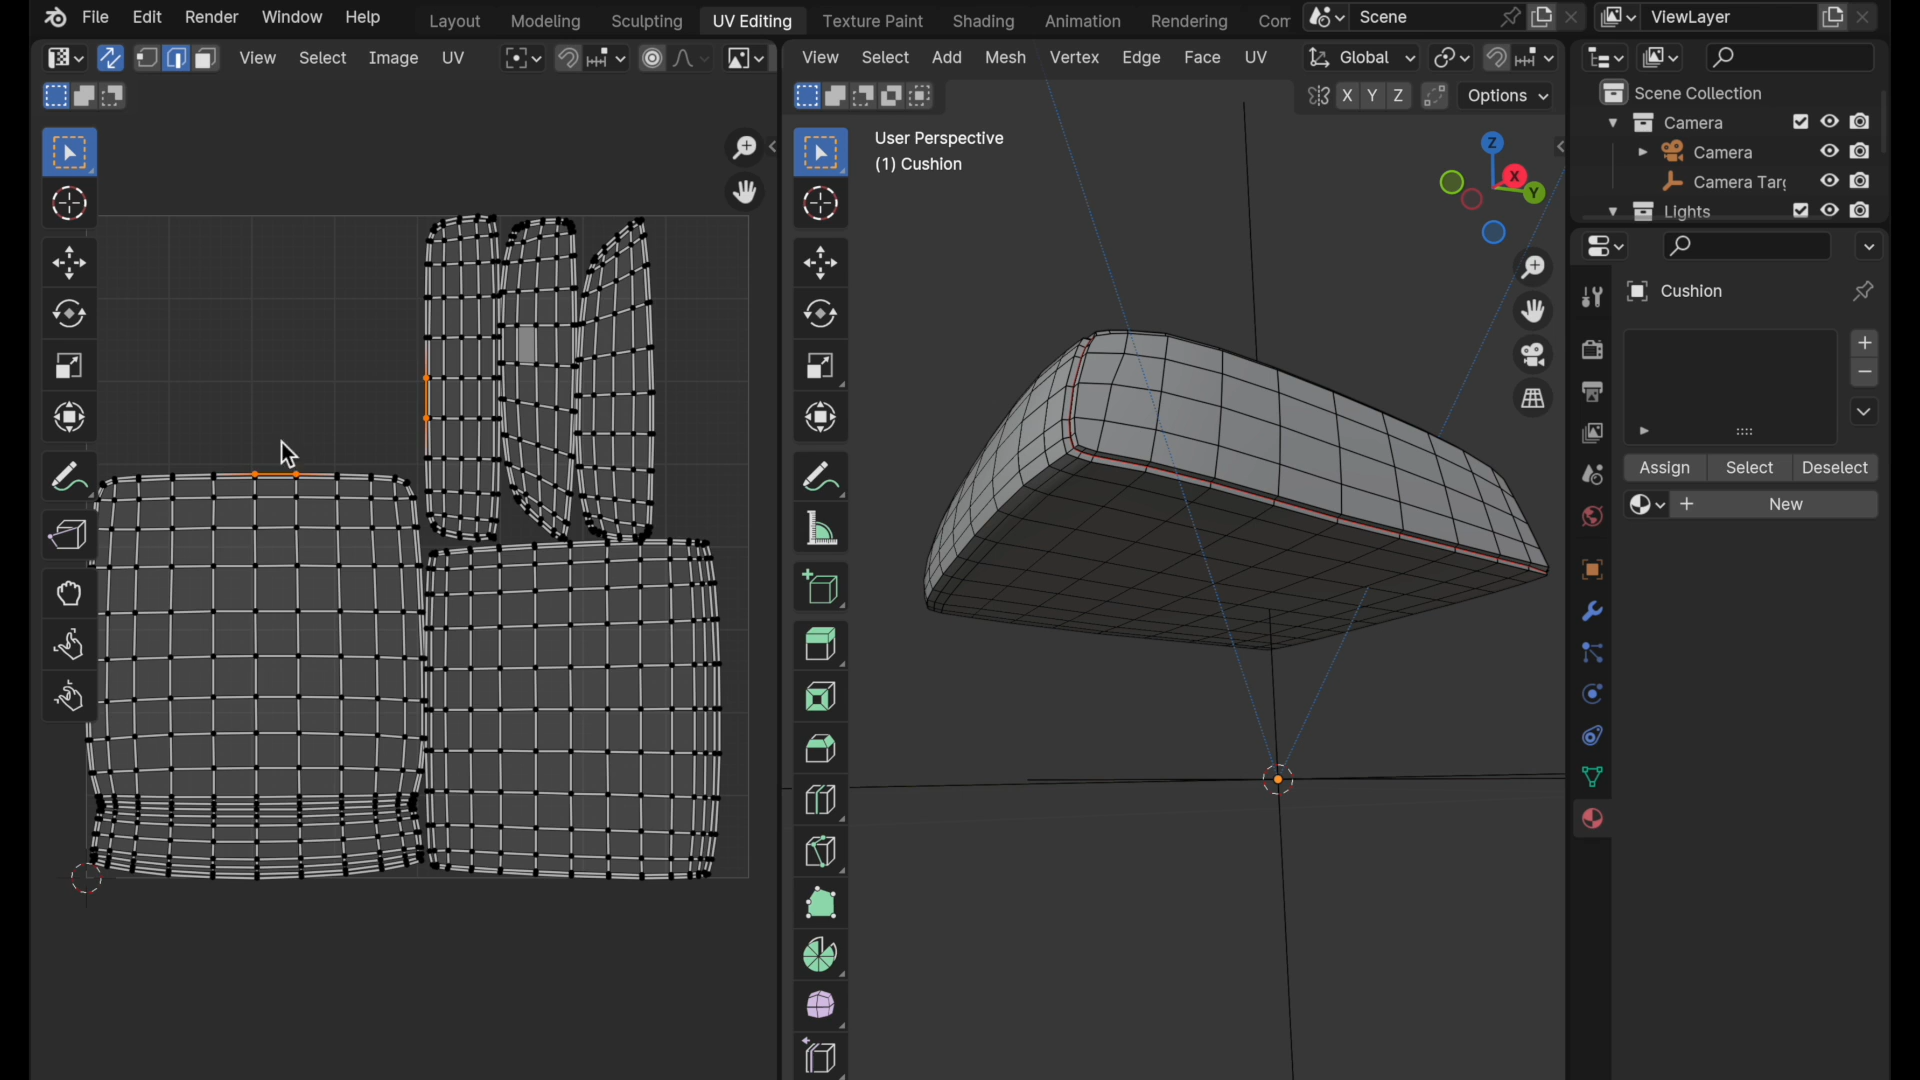 File Edit Render Window Help
Layout Modeling Sculpting UV Editing Texture Paint Shading Animation Rendering Com
Scene
ViewLayer
View Select Image UV
View Select Add Mesh Vertex Edge Face UV
Global
X Y Z
Options
User Perspective
(1) Cushion
Z
X
Y
Scene Collection
Camera
Camera
Camera Targ
Lights
Cushion
Assign Select Deselect
New